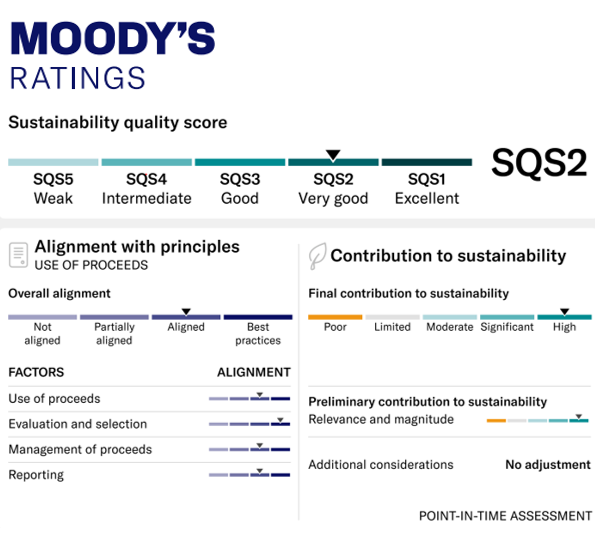 MOODY'S
RATINGS
Sustainability quality score
SQS2
SQS5 SQS4 SQS3 SQS2 SQS1
Weak Intermediate Good Very good Excellent
Alignment with principles
USE OF PROCEEDS
Overall alignment
Not aligned
Partially aligned
Aligned
Best practices
FACTORS ALIGNMENT
Use of proceeds
Evaluation and selection
Management of proceeds
Reporting
Contribution to sustainability
Final contribution to sustainability
Poor Limited Moderate Significant High
Preliminary contribution to sustainability
Relevance and magnitude
Additional considerations No adjustment
POINT-IN-TIME ASSESSMENT